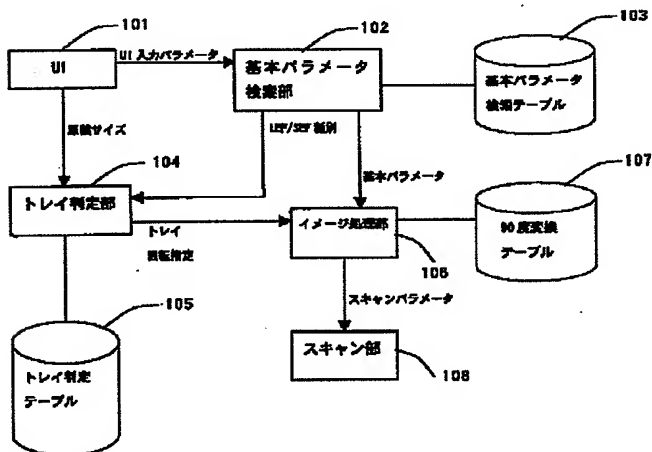 101
102
103
UI
UI 入力パラメータ
基本パラメータ
検索部
基本パラメータ
検索テーブル
原稿サイズ
LEF/SEF 種別
104
107
トレイ判定部
基本パラメータ
トレイ
回転指定
イメージ処理部
90度変換
テーブル
106
105
スキャンパラメータ
トレイ判定
テーブル
スキャン部
108